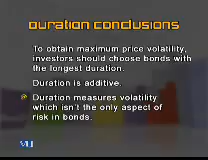 Duration Conclusions
To obtain maximum price volatility,
investors should choose bonds with
the longest duration.
Duration is additive.
Duration measures volatility
which isn't the only aspect of
risk in bonds.
VU